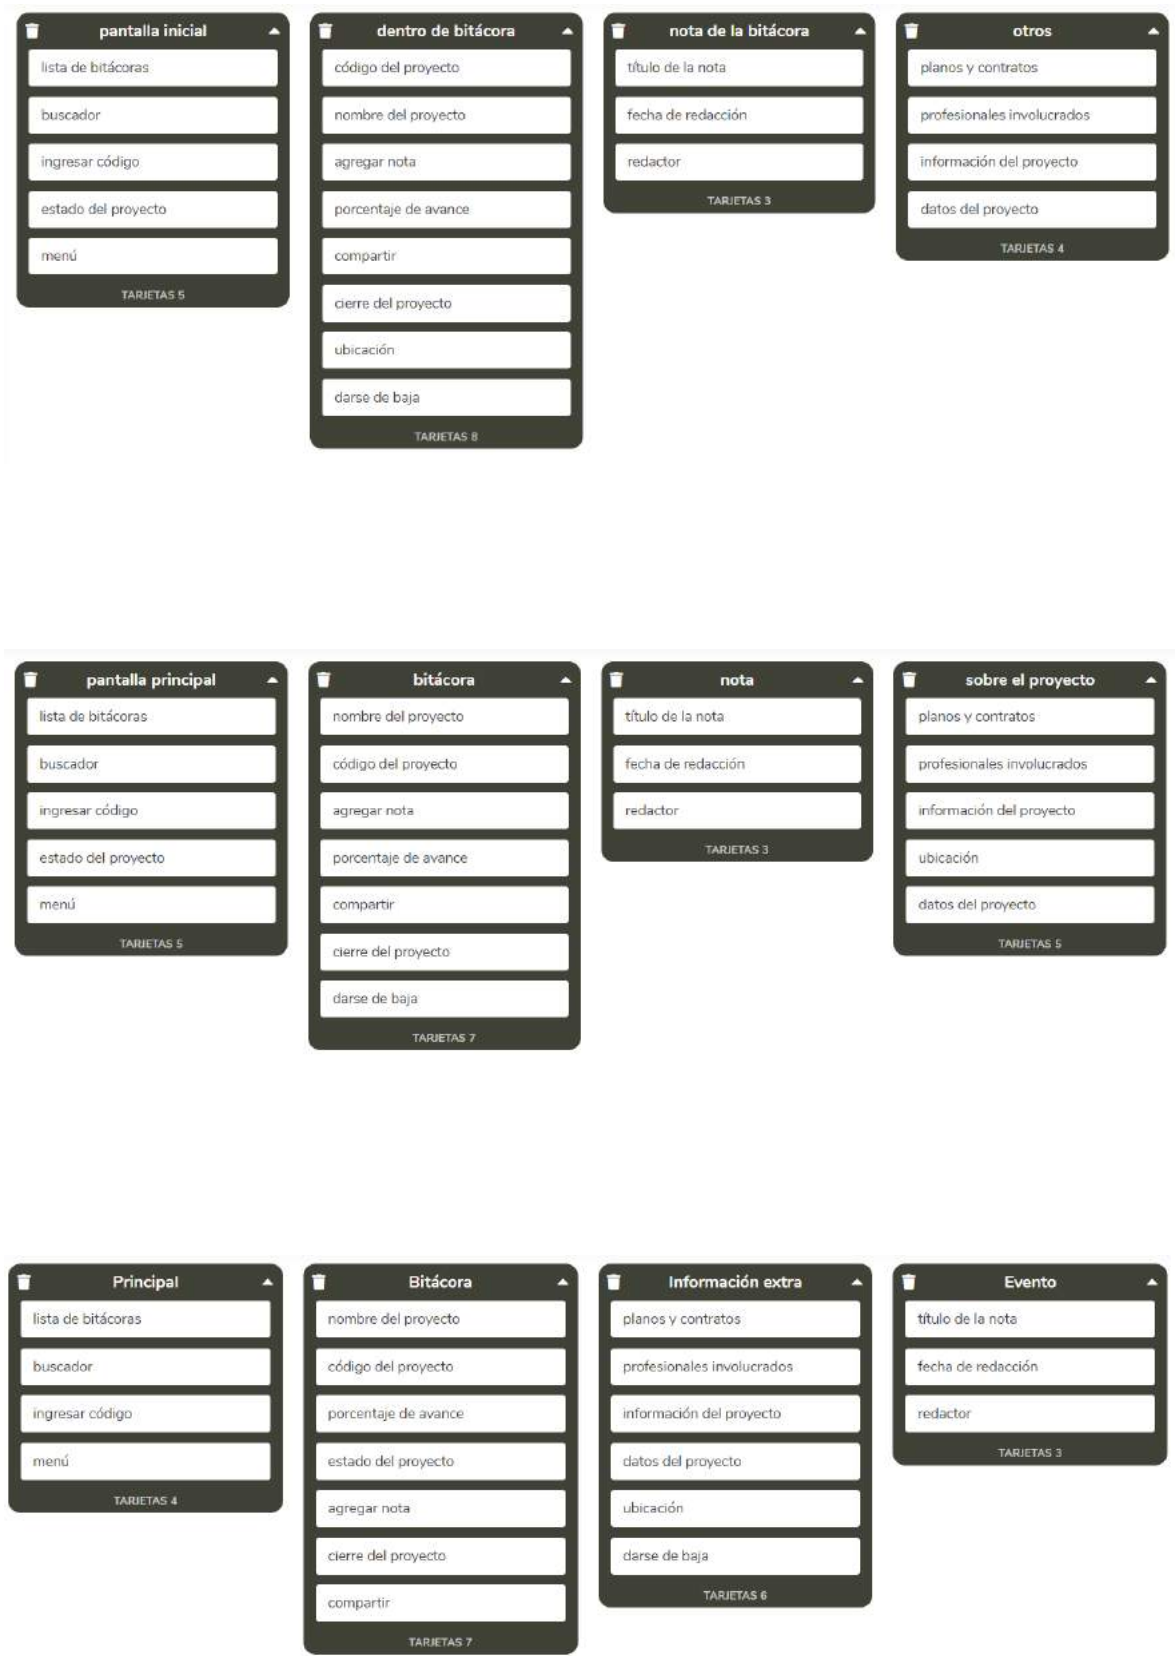 pantalla inicial
lista de bitácoras
buscador
ingresar código
estado del proyecto
menú
TARJETAS 5
dentro de bitácora
código del proyecto
nombre del proyecto
agregar nota
porcentaje de avance
compartir
cierre del proyecto
ubicación
darse de baja
TARJETAS 8
nota de la bitácora
título de la nota
fecha de redacción
redactor
TARJETAS 3
otros
planos y contratos
profesionales involucrados
información del proyecto
datos del proyecto
TARJETAS 4
pantalla principal
lista de bitácoras
buscador
ingresar código
estado del proyecto
menú
TARJETAS 5
bitácora
nombre del proyecto
código del proyecto
agregar nota
porcentaje de avance
compartir
cierre del proyecto
darse de baja
TARJETAS 7
nota
título de la nota
fecha de redacción
redactor
TARJETAS 3
sobre el proyecto
planos y contratos
profesionales involucrados
información del proyecto
ubicación
datos del proyecto
TARJETAS 5
Principal
lista de bitácoras
buscador
ingresar código
menú
TARJETAS 4
Bitácora
nombre del proyecto
código del proyecto
porcentaje de avance
estado del proyecto
agregar nota
cierre del proyecto
compartir
TARJETAS 7
Información extra
planos y contratos
profesionales involucrados
información del proyecto
datos del proyecto
ubicación
darse de baja
TARJETAS 6
Evento
título de la nota
fecha de redacción
redactor
TARJETAS 3